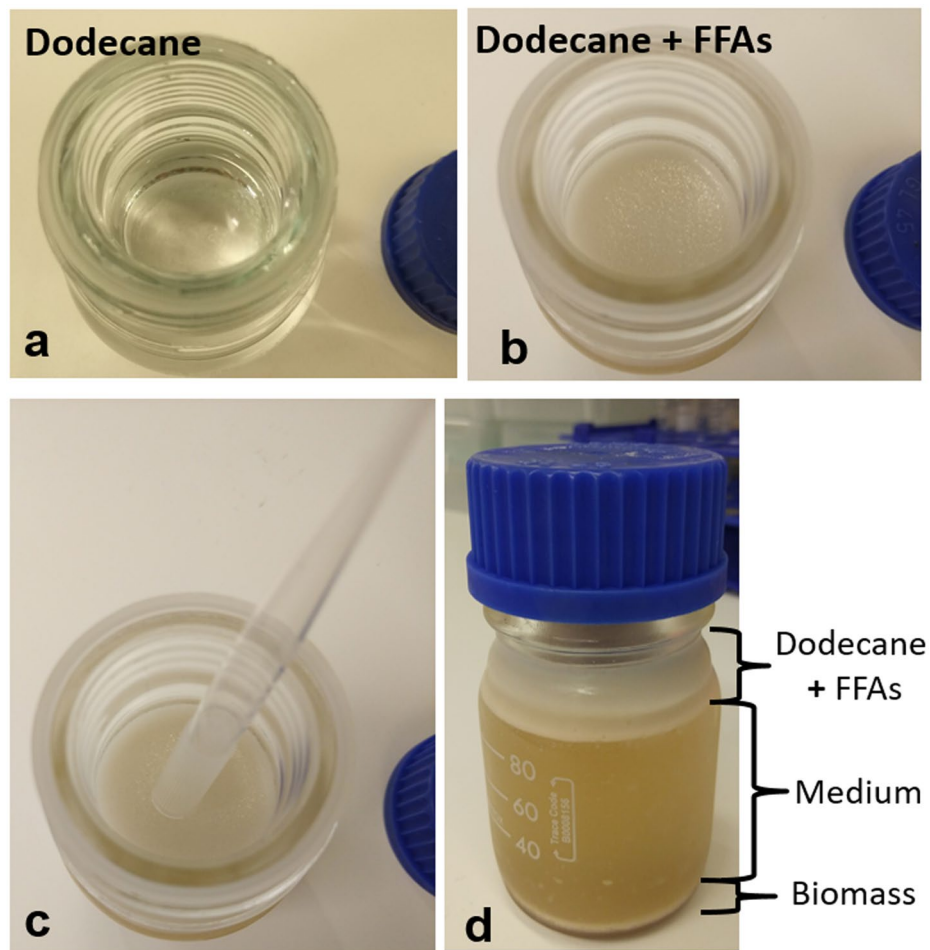 Dodecane
Dodecane + FFAs
a
b
c
d
80
60
40
Trace Code
Dodecane
+ FFAs
Medium
Biomass